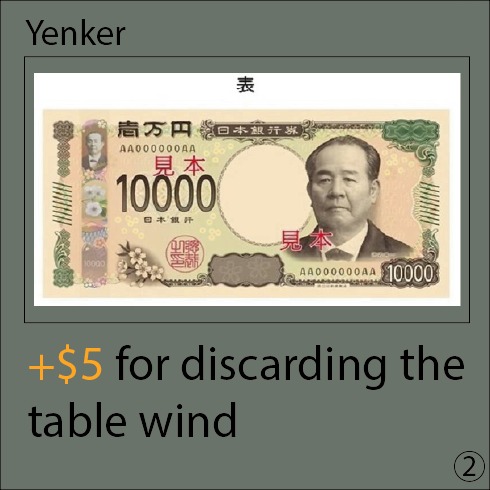 Yenker
表
壱万円
日本銀行券
AA000000AA
見本
10000
日本銀行
見本
AA000000AA
10000
+$5 for discarding the
table wind
②